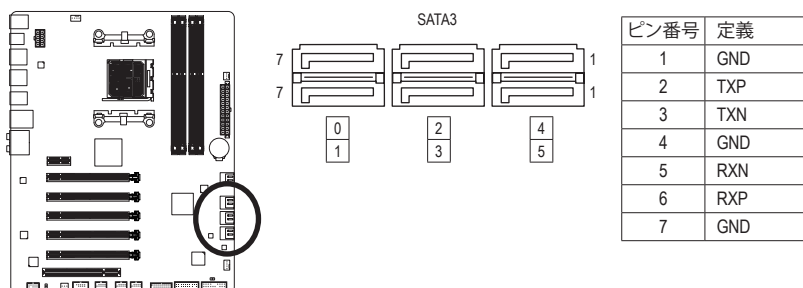 SATA3
7 1
7 1
0 2 4
1 3 5
ピン番号 定義
1 GND
2 TXP
3 TXN
4 GND
5 RXN
6 RXP
7 GND